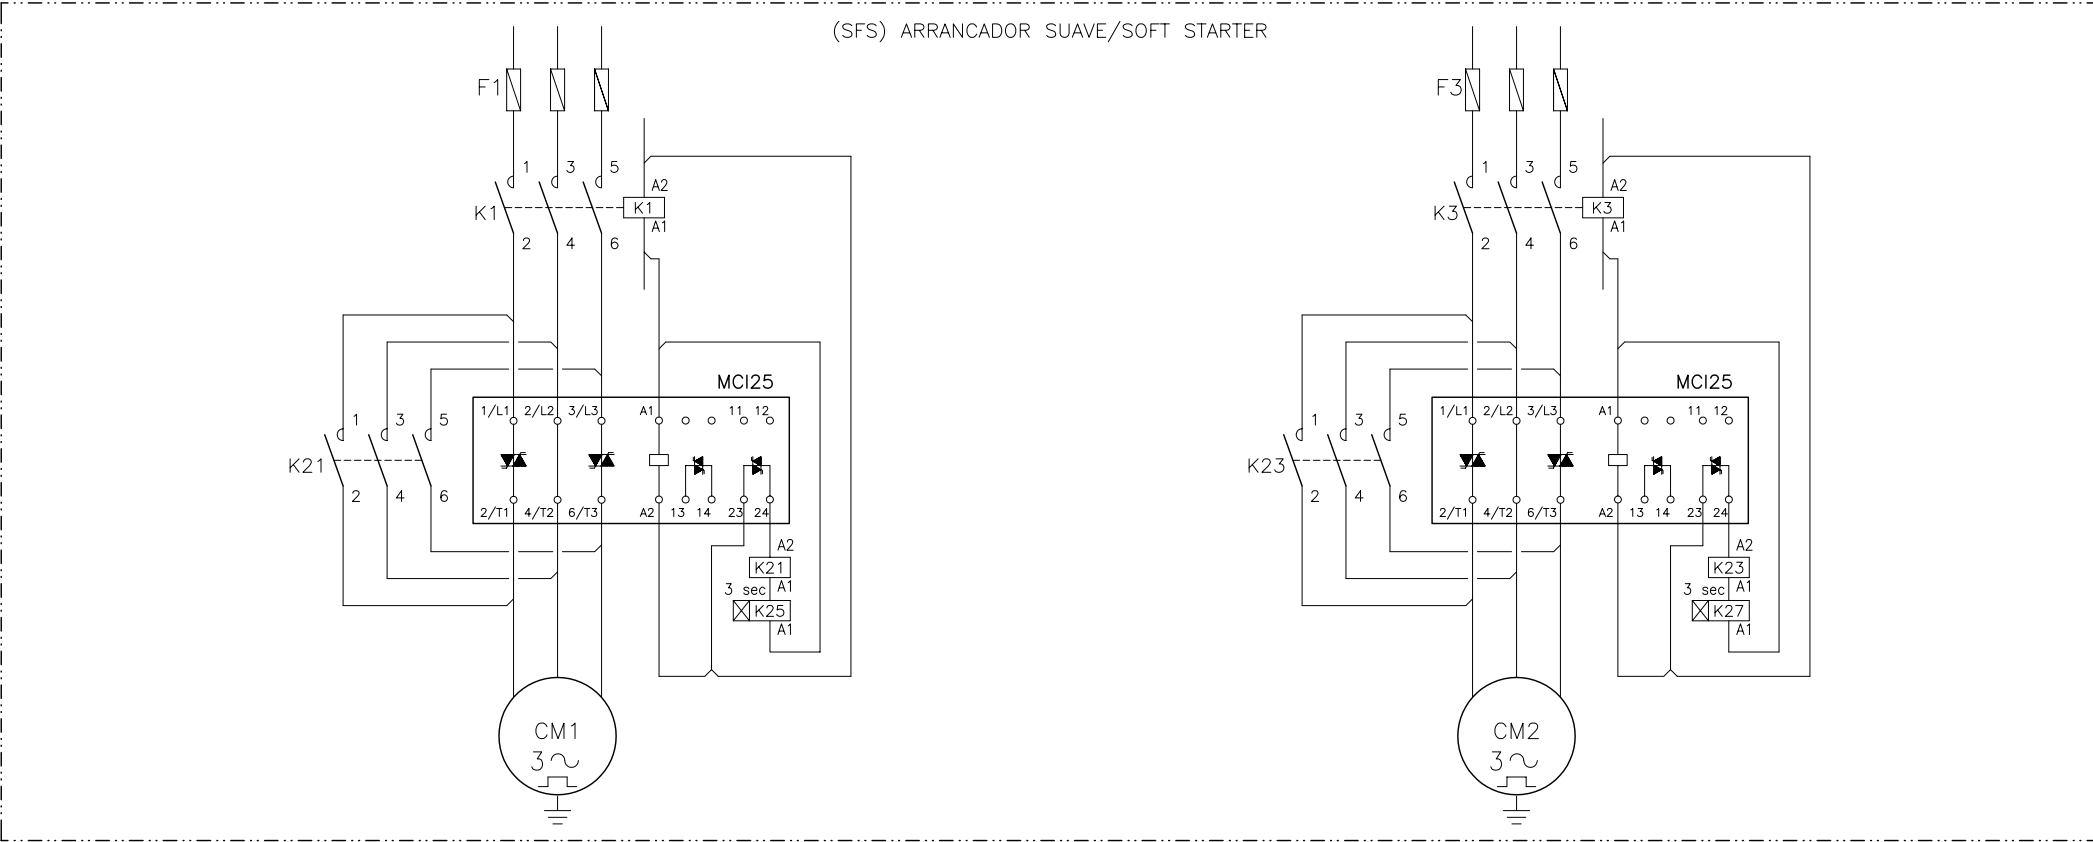 (SFS) ARRANCADOR SUAVE/SOFT STARTER
F1
1 3 5
A2
K1 K1
A1
2 4 6
MCI25
1/L1 2/L2 3/L3 A1 11 12
1 3 5
K21
2 4 6
2/T1 4/T2 6/T3 A2 13 14 23 24
A2
K21
3 sec A1
K25
A1
CM1
3
F3
1 3 5
A2
K3 K3
A1
2 4 6
MCI25
1/L1 2/L2 3/L3 A1 11 12
1 3 5
K23
2 4 6
2/T1 4/T2 6/T3 A2 13 14 23 24
A2
K23
3 sec A1
K27
A1
CM2
3